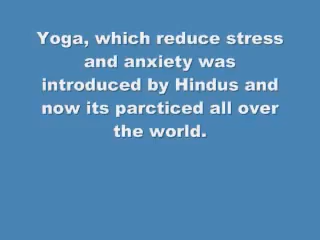 Yoga, which reduce stress
and anxiety was
introduced by Hindus and
now its parcticed all over
the world.